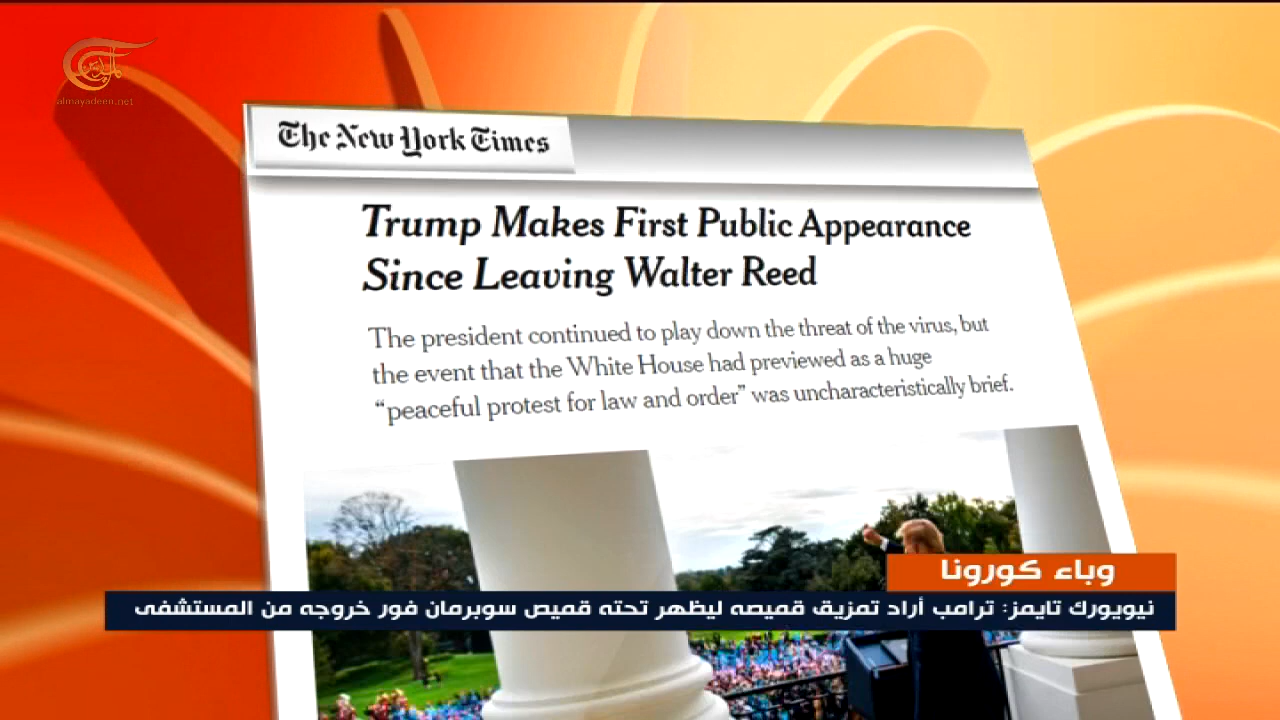 الميادين
almayadeen.net
The New York Times
Trump Makes First Public Appearance
Since Leaving Walter Reed
The president continued to play down the threat of the virus, but
the event that the White House had previewed as a huge
“peaceful protest for law and order” was uncharacteristically brief.
وباء كورونا
نيويورك تايمز: ترامب أراد تمزيق قميصه ليظهر تحته قميص سوبرمان فور خروجه من المستشفى